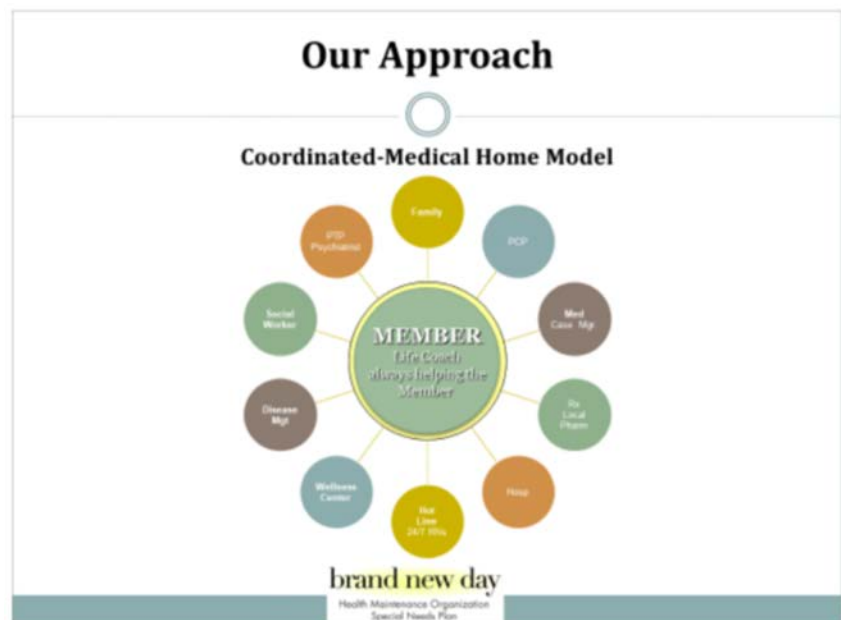 Our Approach
Coordinated-Medical Home Model
Family
PCP
Med
Case Mgr
Rx
Local
Pharm
Hosp
Hot
Line
24/7 RNs
Wellness
Center
Disease
Mgt
Social
Worker
PTP
Psychiatrist
MEMBER
Life Coach
always helping the
Member
brand new day
Health Maintenance Organization
Special Needs Plan